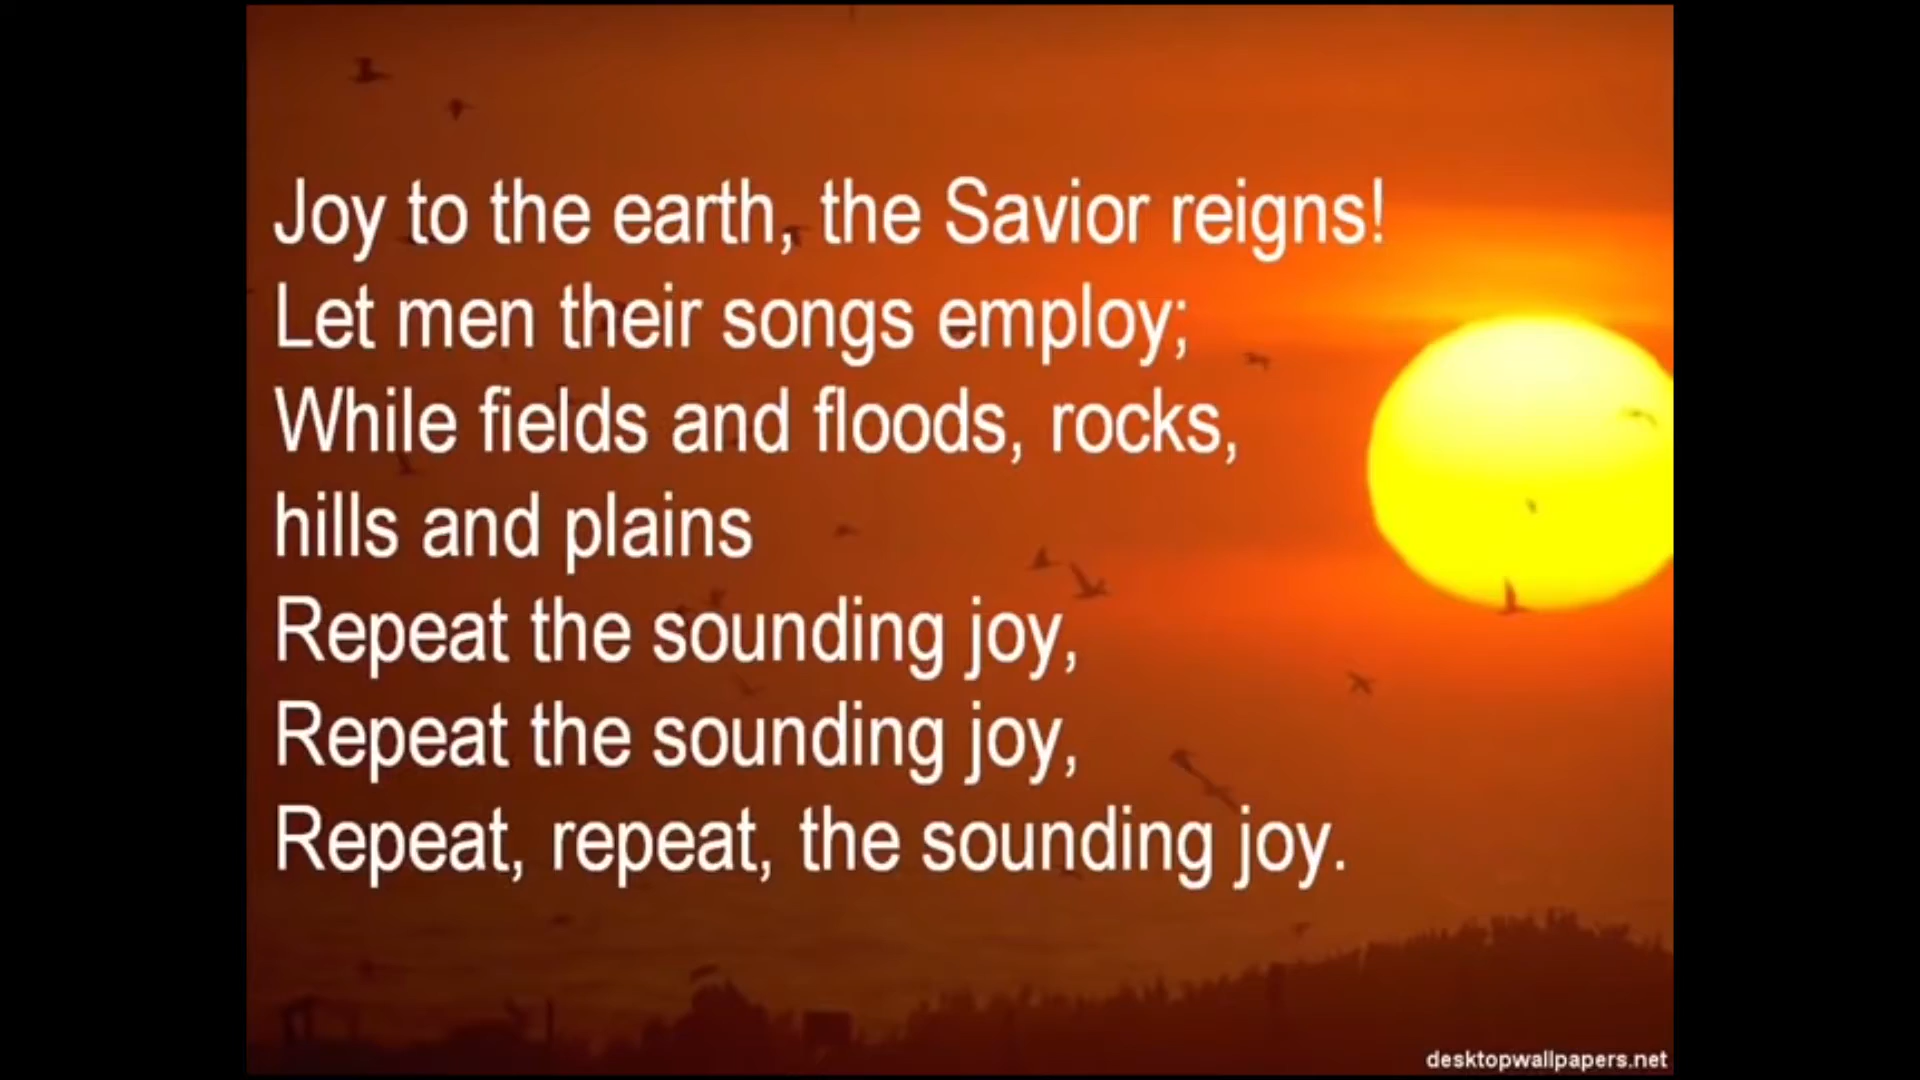 Joy to the earth, the Savior reigns!
Let men their songs employ;
While fields and floods, rocks,
hills and plains
Repeat the sounding joy,
Repeat the sounding joy,
Repeat, repeat, the sounding joy.
desktopwallpapers.net